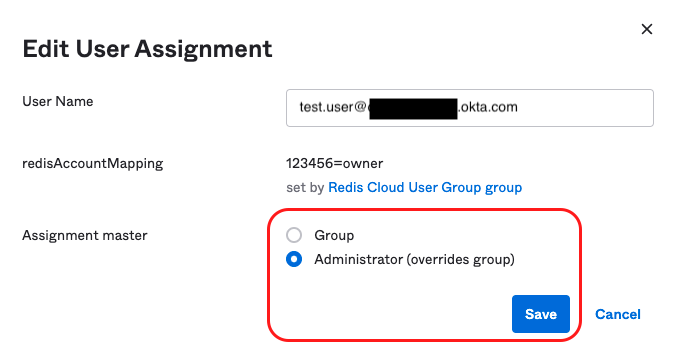 Edit User Assignment
User Name
test.user@ .okta.com
redisAccountMapping
123456=owner
set by Redis Cloud User Group group
Assignment master
Group
Administrator (overrides group)
Save
Cancel